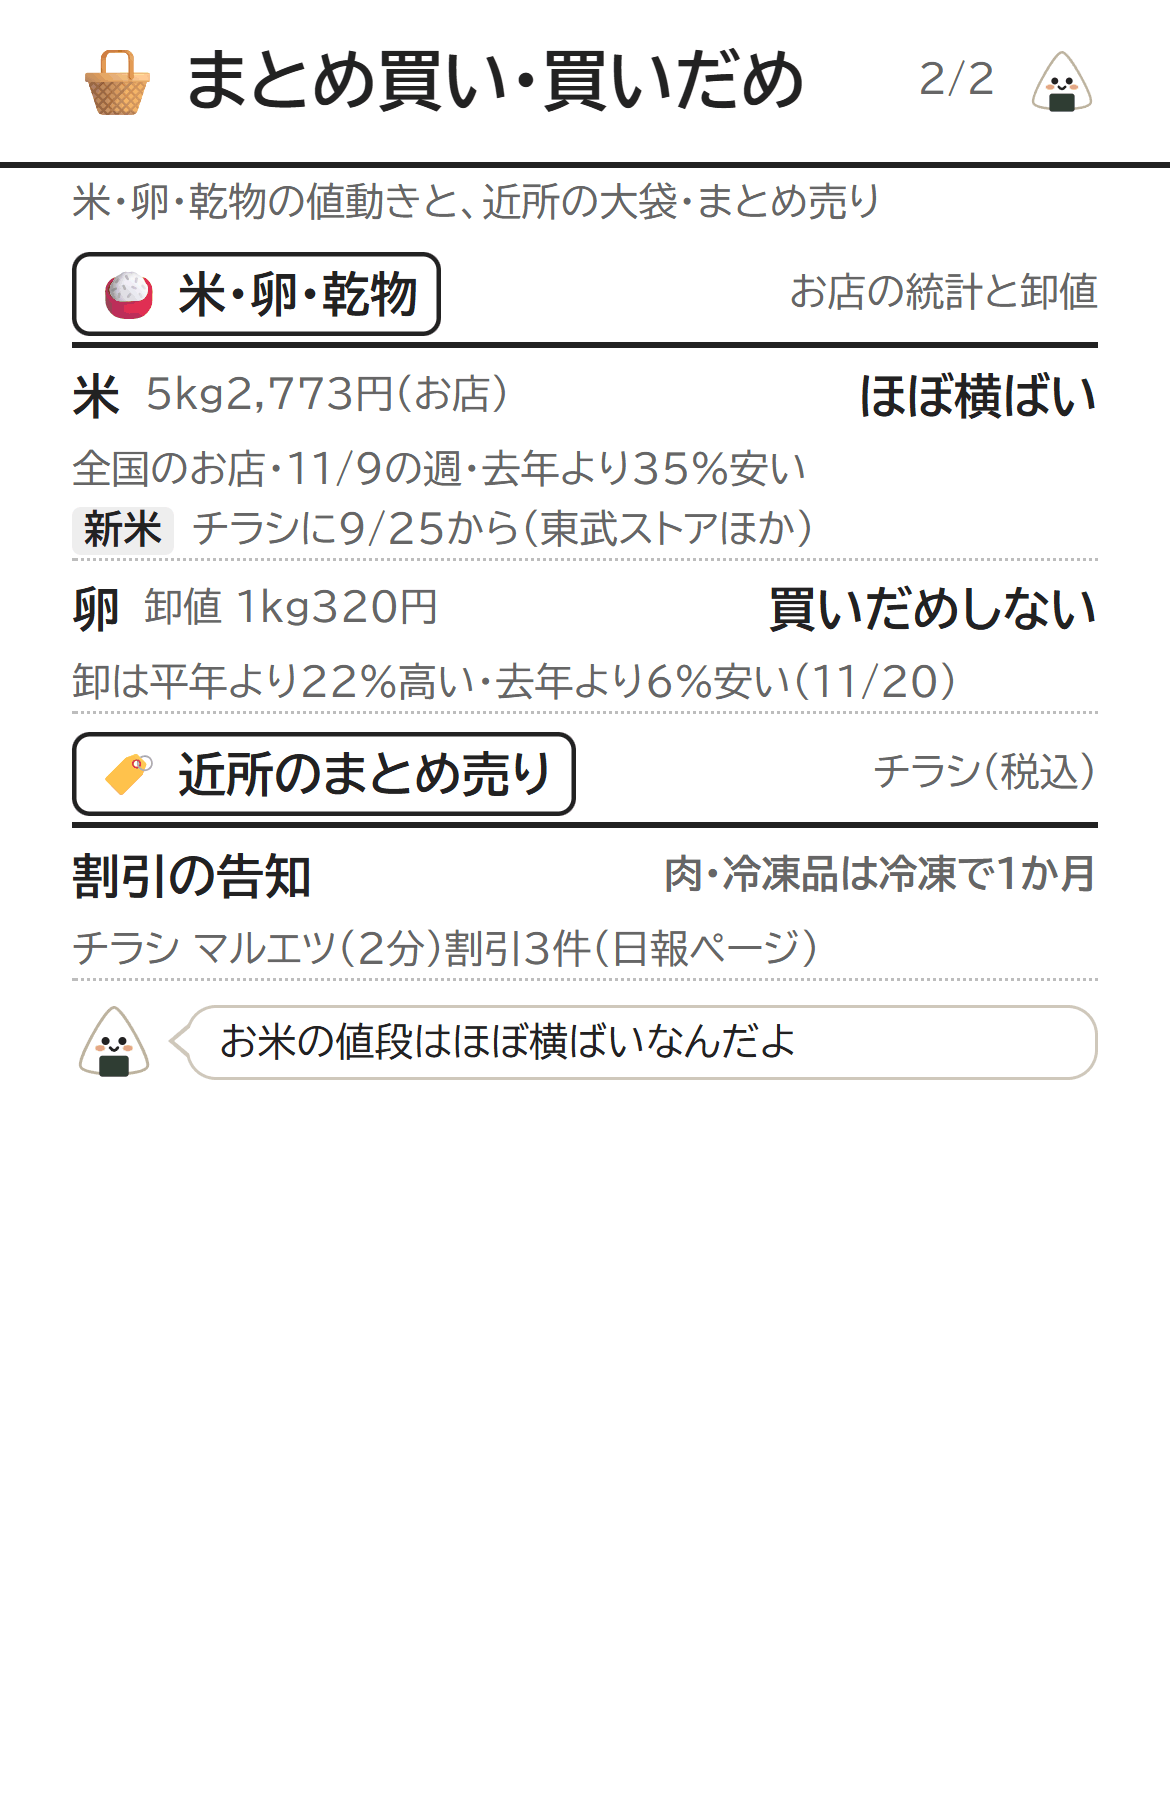 まとめ買い・買いだめ 2/2
米・卵・乾物の値動きと、近所の大袋・まとめ売り
米・卵・乾物 お店の統計と卸値
米 5kg2,773円(お店) ほぼ横ばい
全国のお店・11/9の週・去年より35%安い
新米 チラシに9/25から(東武ストアほか)
卵 卸値 1kg320円 買いだめしない
卸は平年より22%高い・去年より6%安い(11/20)
近所のまとめ売り チラシ(税込)
割引の告知 肉・冷凍品は冷凍で1か月
チラシ マルエツ(2分)割引3件(日報ページ)
お米の値段はほぼ横ばいなんだよ